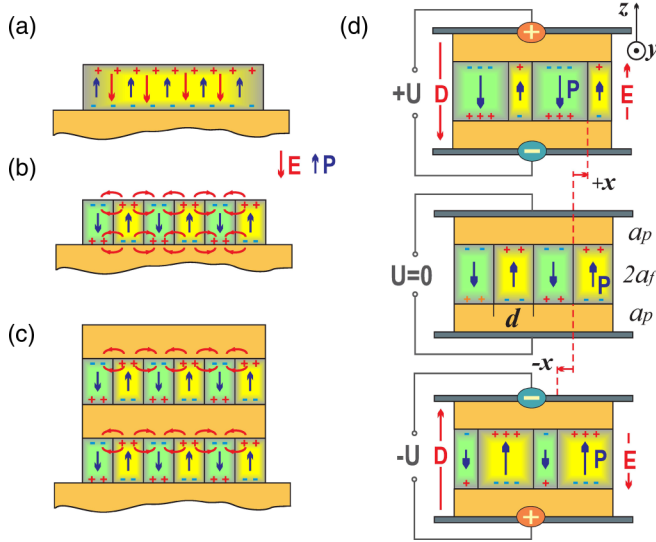 (a)
+ + + + + + + +
- - - - - - - -
E P
(b)
(c)
(d)
z
y
+
+U
D
P
E
−
+x
U=0
P
a_p
2a_f
a_p
d
-x
−
-U
D
P
E
+